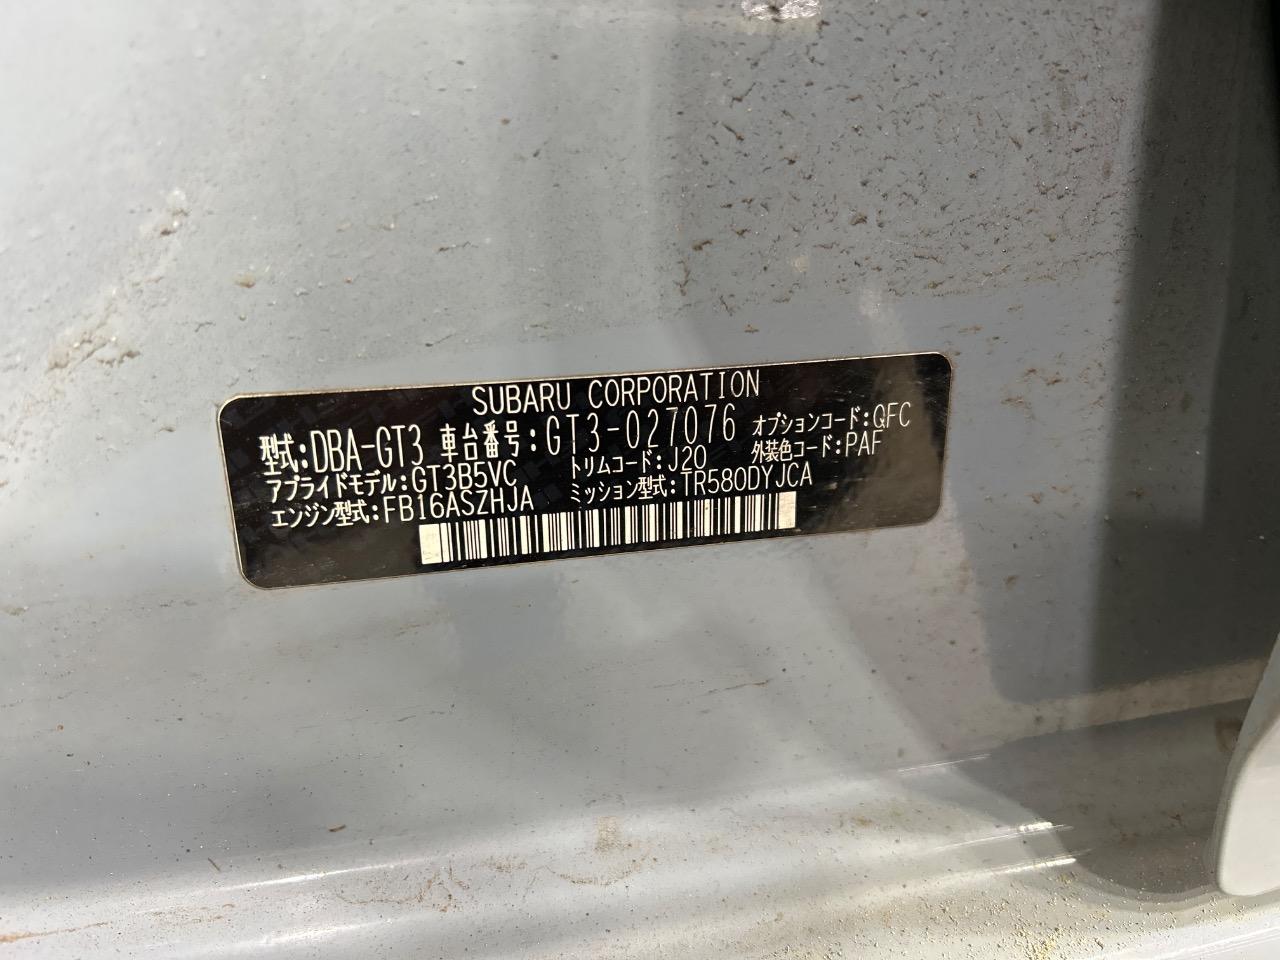 SUBARU CORPORATION
型式:DBA-GT3 車台番号:GT3-027076 オプションコード:QFC
アプライドモデル:GT3B5VC トリムコード:J20 外装色コード:PAF
エンジン型式:FB16ASZHJA ミッション型式:TR580DYJCA